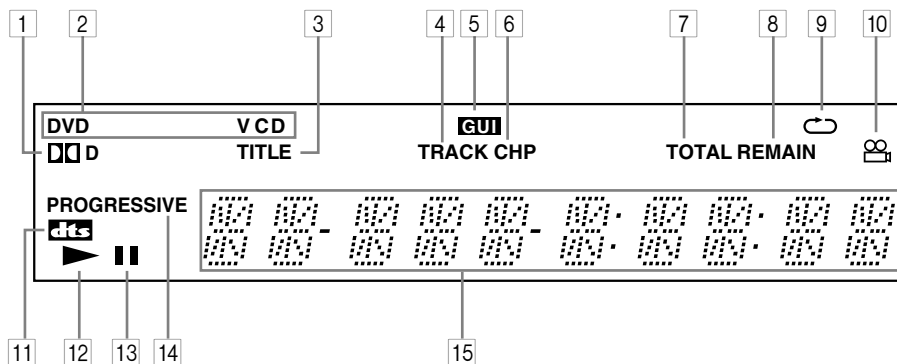 1 2 3 4 5 6 7 8 9 10
DVD V CD GUI
D TITLE TRACK CHP TOTAL REMAIN
PROGRESSIVE
dts
11 12 13 14 15